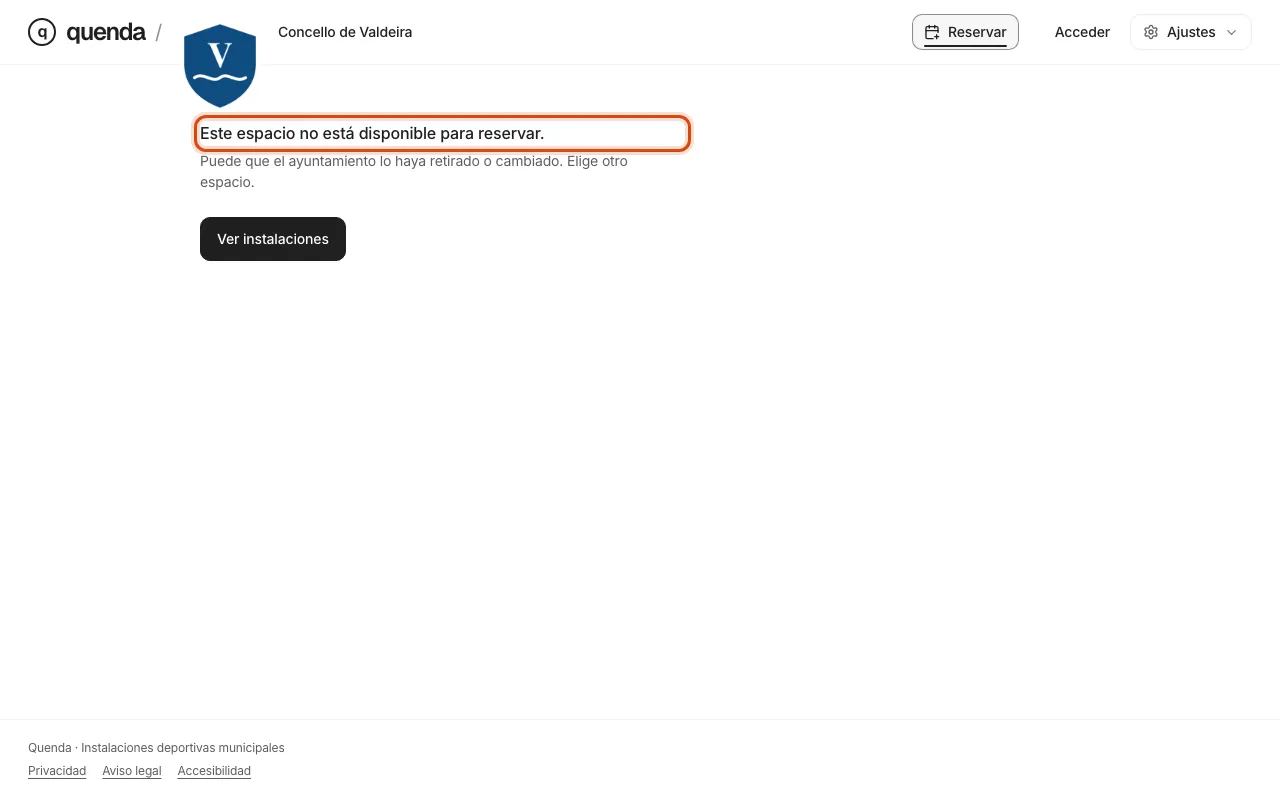 q quenda / V Concello de Valdeira Reservar Acceder Ajustes
Este espacio no está disponible para reservar.
Puede que el ayuntamiento lo haya retirado o cambiado. Elige otro
espacio.
Ver instalaciones
Quenda · Instalaciones deportivas municipales
Privacidad Aviso legal Accesibilidad